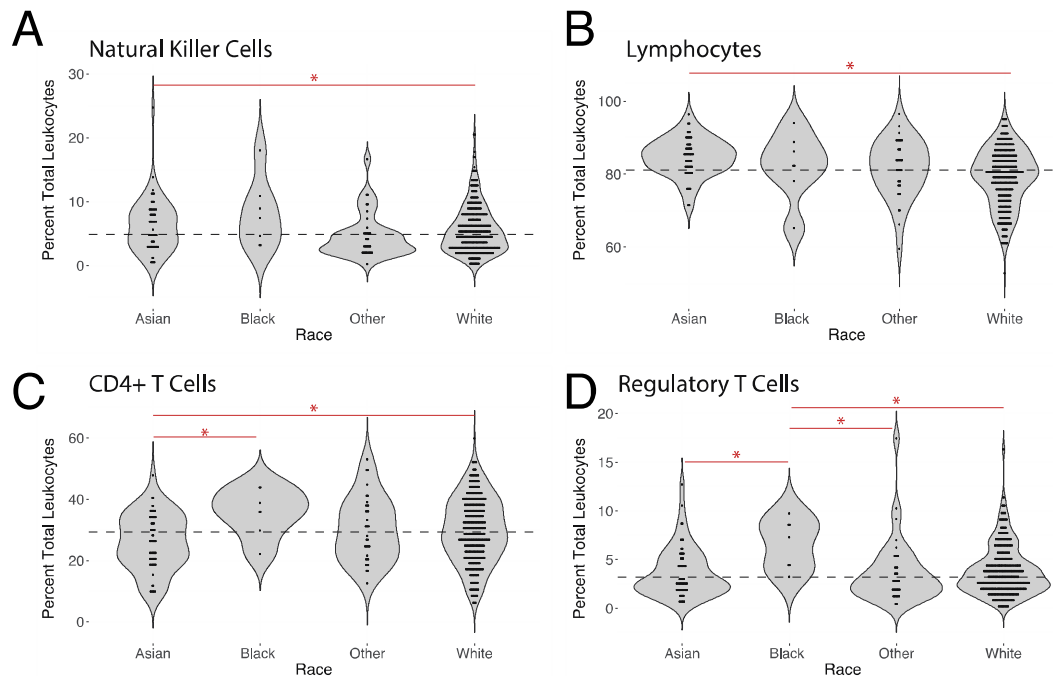 A
Natural Killer Cells
Percent Total Leukocytes
30
20
10
0
*
Asian
Black
Other
White
Race
B
Lymphocytes
Percent Total Leukocytes
100
80
60
*
Asian
Black
Other
White
Race
C
CD4+ T Cells
Percent Total Leukocytes
60
40
20
0
*
*
Asian
Black
Other
White
Race
D
Regulatory T Cells
Percent Total Leukocytes
20
15
10
5
0
*
*
*
Asian
Black
Other
White
Race